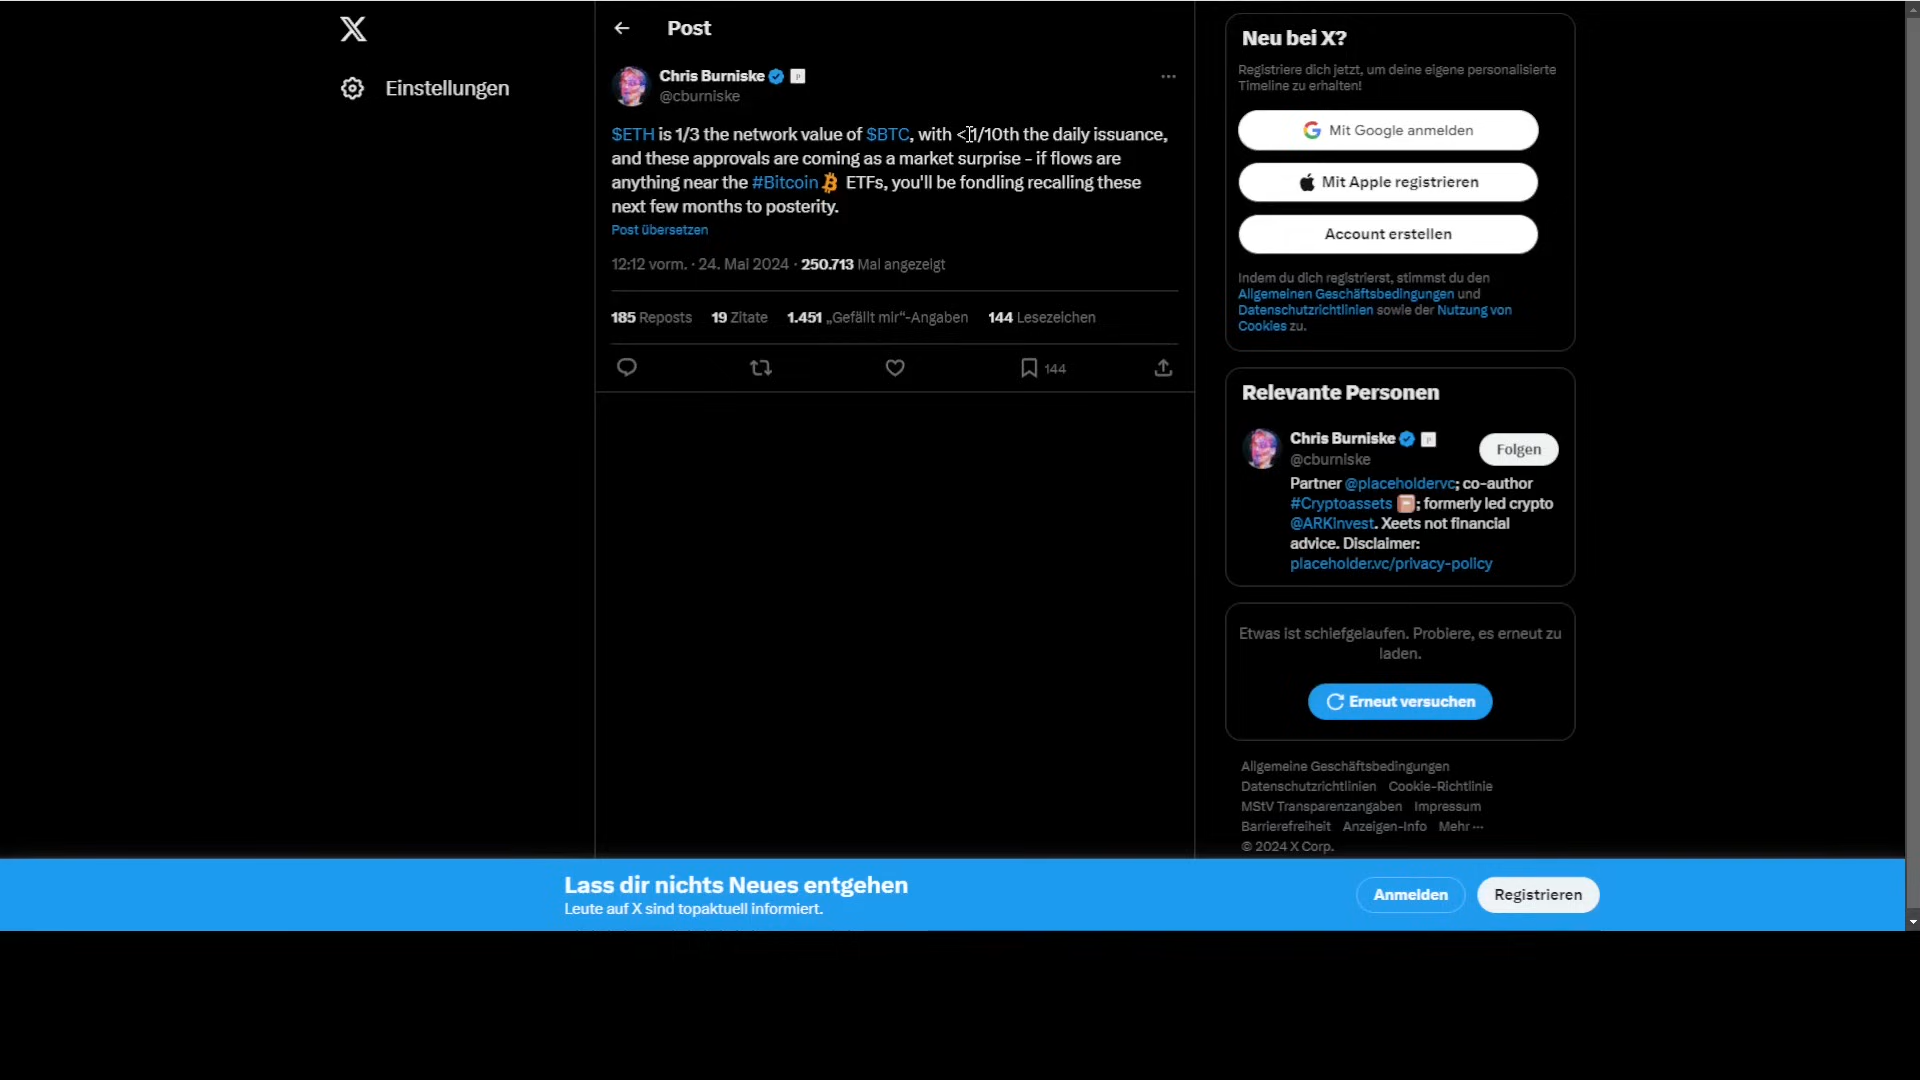 Einstellungen
Post
Chris Burniske
@cburniske
$ETH is 1/3 the network value of $BTC, with <1/10th the daily issuance,
and these approvals are coming as a market surprise - if flows are
anything near the #Bitcoin ETFs, you'll be fondling recalling these
next few months to posterity.
Post übersetzen
12:12 vorm. · 24. Mai 2024 · 250.713 Mal angezeigt
185 Reposts 19 Zitate 1.451 „Gefällt mir“-Angaben 144 Lesezeichen
144
Neu bei X?
Registriere dich jetzt, um deine eigene personalisierte
Timeline zu erhalten!
Mit Google anmelden
Mit Apple registrieren
Account erstellen
Indem du dich registrierst, stimmst du den
Allgemeinen Geschäftsbedingungen und
Datenschutzrichtlinien sowie der Nutzung von
Cookies zu.
Relevante Personen
Chris Burniske
@cburniske
Folgen
Partner @placeholdervc; co-author
#Cryptoassets ; formerly led crypto
@ARKinvest. Xeets not financial
advice. Disclaimer:
placeholder.vc/privacy-policy
Etwas ist schiefgelaufen. Probiere, es erneut zu
laden.
Erneut versuchen
Allgemeine Geschäftsbedingungen
Datenschutzrichtlinien Cookie-Richtlinie
MStV Transparenzangaben Impressum
Barrierefreiheit Anzeigen-Info Mehr ···
© 2024 X Corp.
Lass dir nichts Neues entgehen
Leute auf X sind topaktuell informiert.
Anmelden
Registrieren